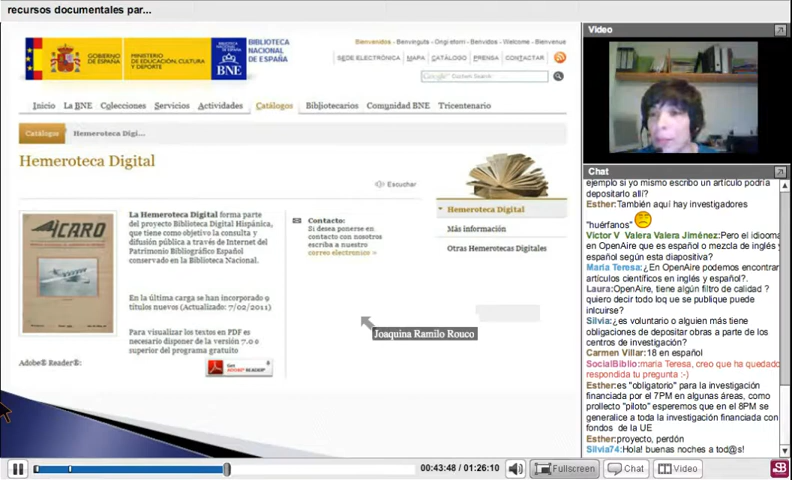 recursos documentales par...
GOBIERNO DE ESPAÑA
MINISTERIO DE EDUCACIÓN, CULTURA Y DEPORTE
BNE
BIBLIOTECA NACIONAL DE ESPAÑA
Bienvenidos - Benvinguts - Ongi etorri - Benvidos - Welcome - Bienvenue
SEDE ELECTRÓNICA | MAPA | CATÁLOGO | PRENSA | CONTACTAR
Google Custom Search
Inicio La BNE Colecciones Servicios Actividades Catálogos Bibliotecarios Comunidad BNE Tricentenario
Catálogos Hemeroteca Digi...
Hemeroteca Digital
Escuchar
ICARO
La Hemeroteca Digital forma parte
del proyecto Biblioteca Digital Hispánica,
que tiene como objetivo la consulta y
difusión pública a través de Internet del
Patrimonio Bibliográfico Español
conservado en la Biblioteca Nacional.
En la última carga se han incorporado 9
títulos nuevos (Actualizado: 7/02/2011)
Para visualizar los textos en PDF es
necesario disponer de la versión 7.0 o
superior del programa gratuito
Adobe® Reader®:
Get ADOBE® READER®
Contacto:
Si desea ponerse en
contacto con nosotros
escriba a nuestro
correo electronico
Hemeroteca Digital
Más información
Otras Hemerotecas Digitales
Joaquina Ramilo Rouco
Video
Chat
ejemplo si yo mismo escribo un artículo podría
depositarlo allí?
Esther:También aquí hay investigadores
"huérfanos"
Victor V Valera Valera Jiménez:Pero el idioma
en OpenAire que es español o mezcla de inglés y
español según esta diapositiva?
Maria Teresa:¿En OpenAire podemos encontrar
artículos científicos en inglés y español?.
Laura:OpenAire, tiene algún filtro de calidad ?
quiero decir todo loq ue se publique puede
inlcuirse?
Silvia:¿es voluntario o alguien más tiene
obligaciones de depositar obras a parte de los
centros de investigación?
Carmen Villar:18 en español
SocialBiblio:maria Teresa, creo que ha quedado
respondida tu pregunta :-)
Esther:es "obligatorio" para la investigación
financiada por el 7PM en algunas áreas, como
prollecto "piloto" esperemos que en el 8PM se
generalice a toda la investigación financiada con
fondos de la UE
Esther:proyecto, perdón
Silvia74:Hola! buenas noches a tod@s!
00:43:48 / 01:26:10
Fullscreen
Chat
Video
SB